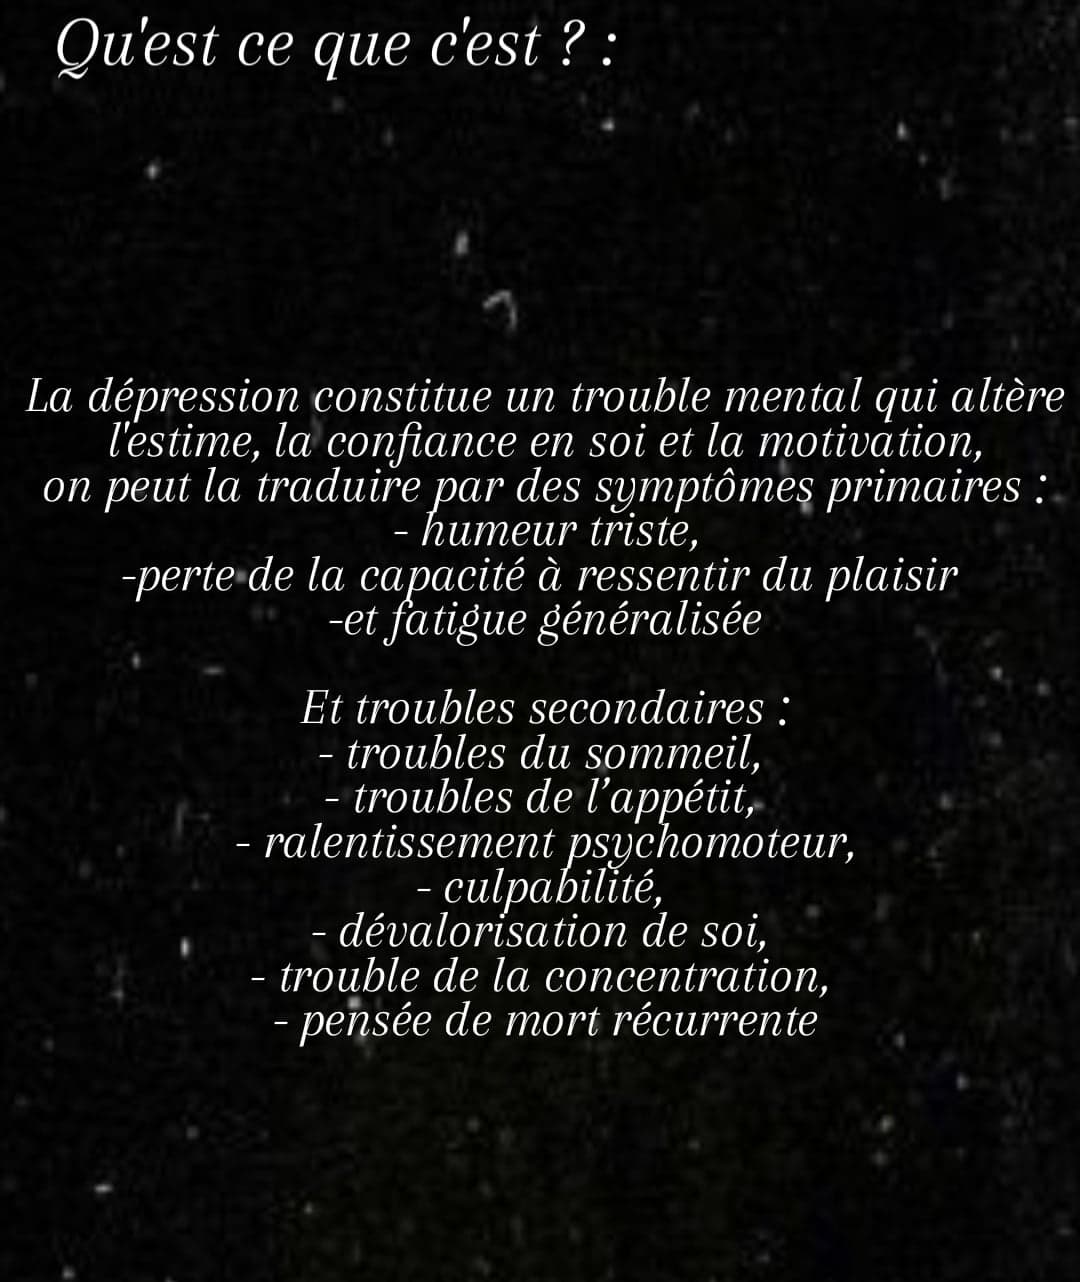 Qu'est ce que c'est ? :
La dépression constitue un trouble mental qui altère
l'estime, la confiance en soi et la motivation,
on peut la traduire par des symptômes primaires :
- humeur triste,
-perte de la capacité à ressentir du plaisir
-et fatigue généralisée
Et troubles secondaires :
- troubles du sommeil,
- troubles de l’appétit,
- ralentissement psychomoteur,
- culpabilité,
- dévalorisation de soi,
- trouble de la concentration,
- pensée de mort récurrente